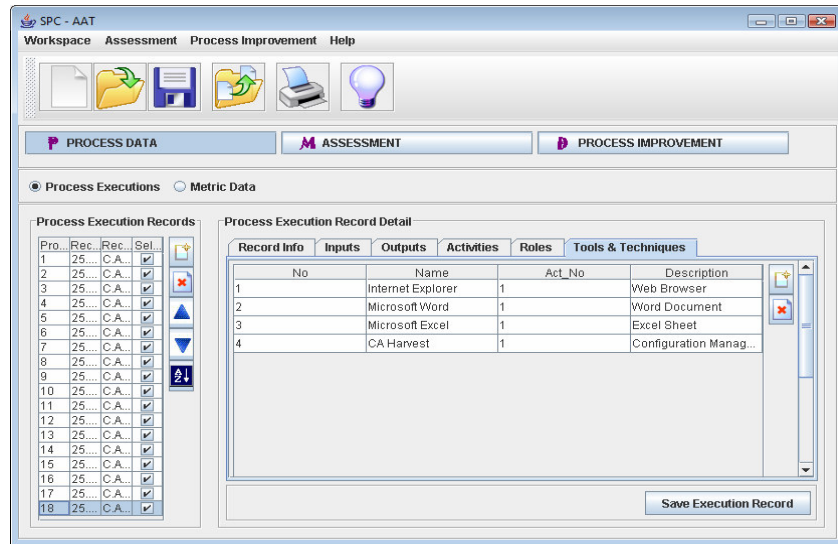 SPC - AAT
Workspace Assessment Process Improvement Help
P PROCESS DATA M ASSESSMENT D PROCESS IMPROVEMENT
Process Executions Metric Data
Process Execution Records Process Execution Record Detail
Record Info Inputs Outputs Activities Roles Tools & Techniques
Pro... Rec... Rec... Sel...
1 25.... C.A...
2 25.... C.A...
3 25.... C.A...
4 25.... C.A...
5 25.... C.A...
6 25.... C.A...
7 25.... C.A...
8 25.... C.A...
9 25.... C.A...
10 25.... C.A...
11 25.... C.A...
12 25.... C.A...
13 25.... C.A...
14 25.... C.A...
15 25.... C.A...
16 25.... C.A...
17 25.... C.A...
18 25.... C.A...
A Z
No Name Act_No Description
1 Internet Explorer 1 Web Browser
2 Microsoft Word 1 Word Document
3 Microsoft Excel 1 Excel Sheet
4 CA Harvest 1 Configuration Manag...
Save Execution Record